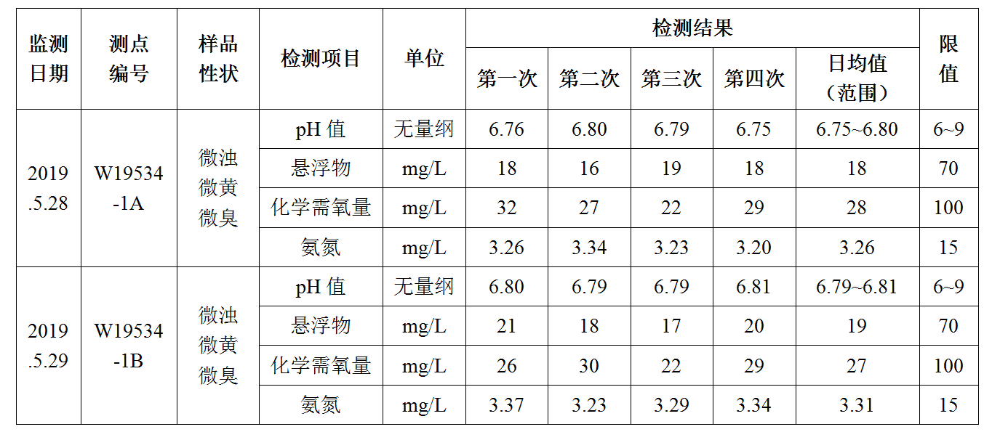 监测日期 测点编号 样品性状 检测项目 单位 检测结果 限值
第一次 第二次 第三次 第四次 日均值（范围）
2019.5.28 W19534-1A 微浊微黄微臭 pH 值 无量纲 6.76 6.80 6.79 6.75 6.75~6.80 6~9
悬浮物 mg/L 18 16 19 18 18 70
化学需氧量 mg/L 32 27 22 29 28 100
氨氮 mg/L 3.26 3.34 3.23 3.20 3.26 15
2019.5.29 W19534-1B 微浊微黄微臭 pH 值 无量纲 6.80 6.79 6.79 6.81 6.79~6.81 6~9
悬浮物 mg/L 21 18 17 20 19 70
化学需氧量 mg/L 26 30 22 29 27 100
氨氮 mg/L 3.37 3.23 3.29 3.34 3.31 15